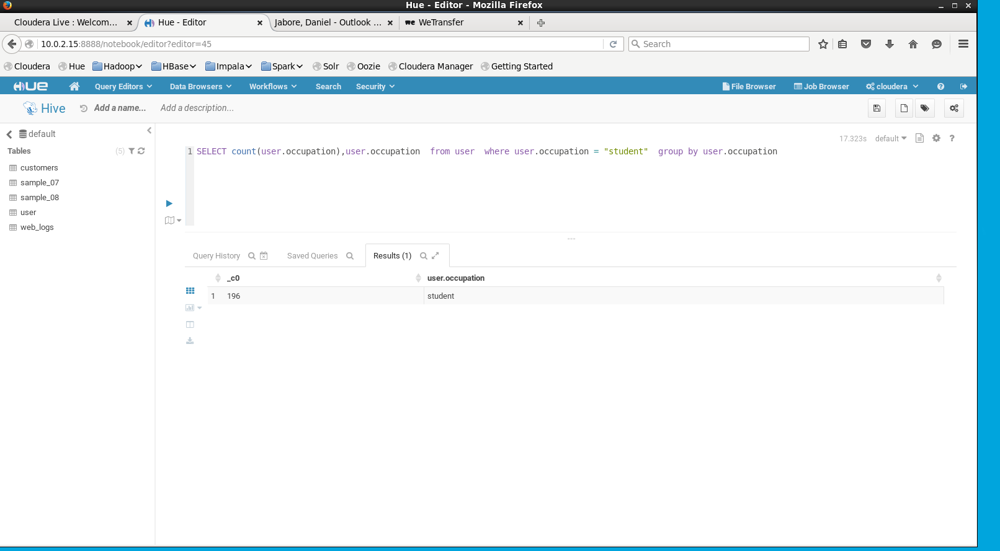 Hue - Editor - Mozilla Firefox
Cloudera Live : Welcom... Hue - Editor Jabore, Daniel - Outlook ... we WeTransfer
10.0.2.15:8888/notebook/editor?editor=45 Search
Cloudera Hue Hadoop HBase Impala Spark Solr Oozie Cloudera Manager Getting Started
HUE Query Editors Data Browsers Workflows Search Security File Browser Job Browser cloudera ?
Hive Add a name... Add a description...
default
17.323s default ?
Tables (5)
1 SELECT count(user.occupation),user.occupation  from user  where user.occupation = "student"  group by user.occupation
customers
sample_07
sample_08
user
web_logs
Query History Saved Queries Results (1)
_c0 user.occupation
1 196 student